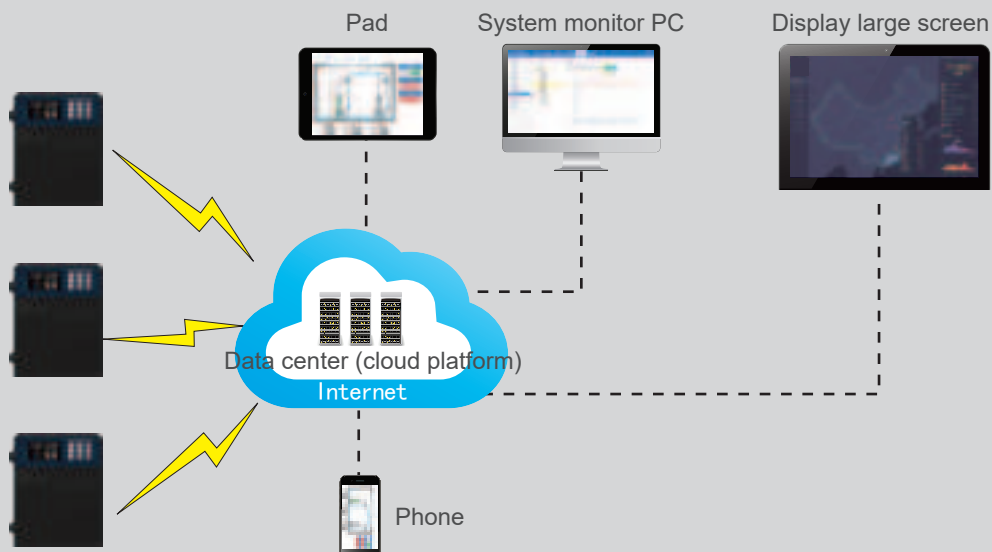 Pad
System monitor PC
Display large screen
Data center (cloud platform)
Internet
Phone